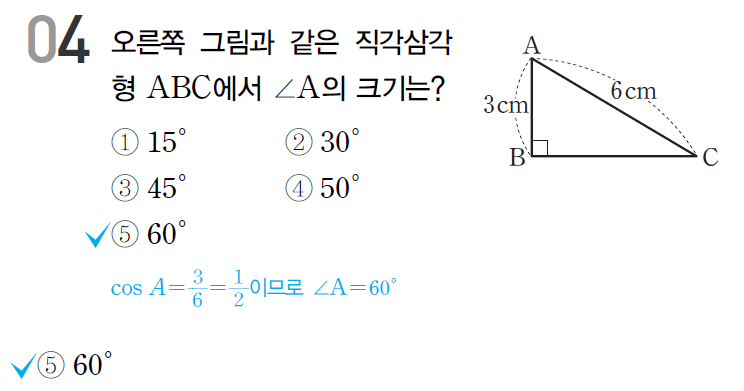 04 오른쪽 그림과 같은 직각삼각
형 ABC에서 ∠A의 크기는?
① 15° ② 30°
③ 45° ④ 50°
⑤ 60°
cos A=3/6=1/2이므로 ∠A=60°
⑤ 60°
A
6cm
3cm
B
C